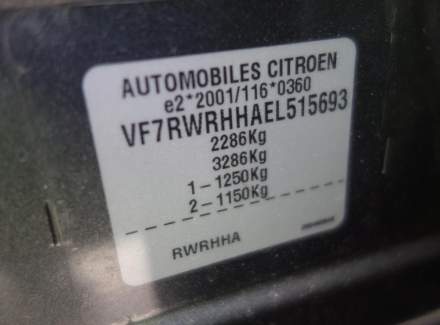 AUTOMOBILES CITROEN
e2*2001/116*0360
VF7RWRHHAEL515693
2286Kg
3286Kg
1-1250Kg
2-1150Kg
RWRHHA